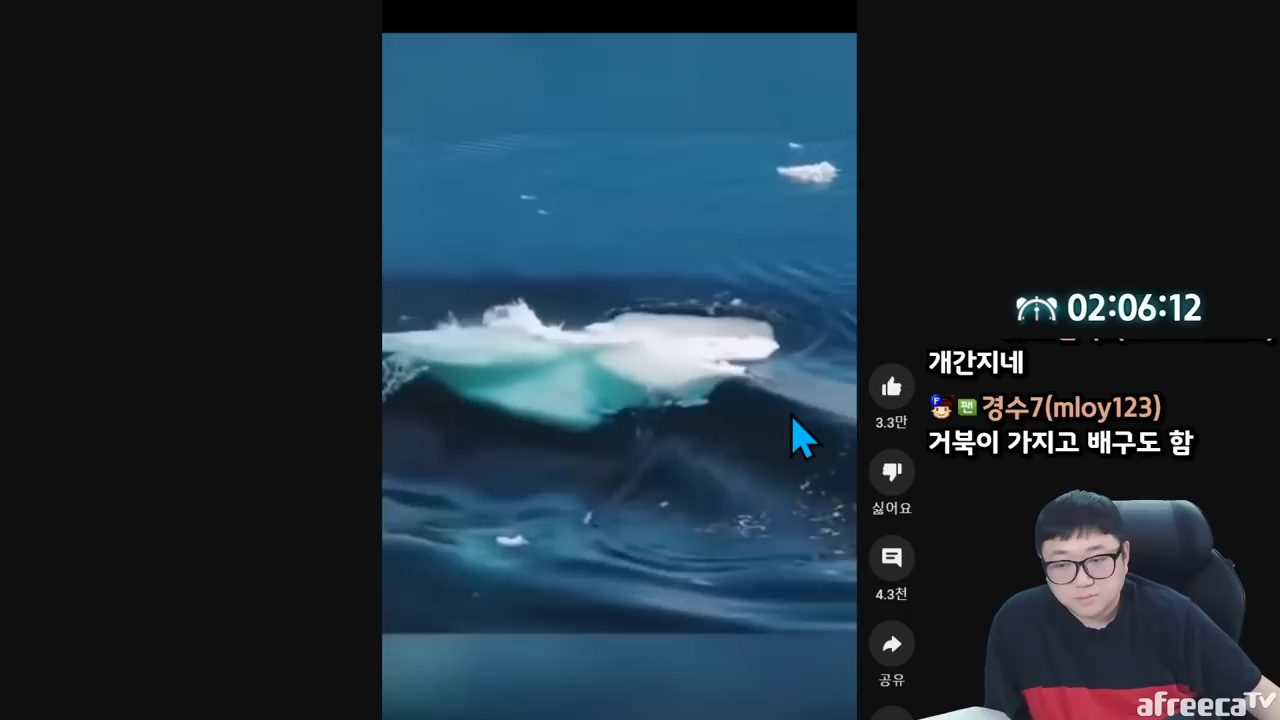 02:06:12
개간지네
F 팬 경수7(mloy123)
거북이 가지고 배구도 함
3.3만
싫어요
4.3천
공유
afreecaTV